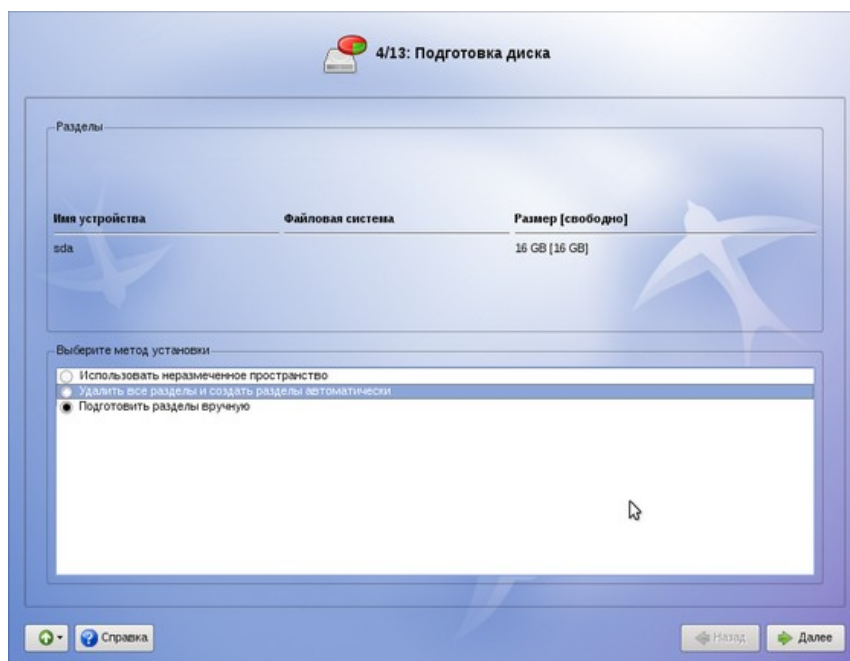 4/13: Подготовка диска
Разделы
Имя устройства Файловая система Размер [свободно]
sda 16 GB [16 GB]
Выберите метод установки
Использовать неразмеченное пространство
Удалить все разделы и создать разделы автоматически
Подготовить разделы вручную
Справка Назад Далее